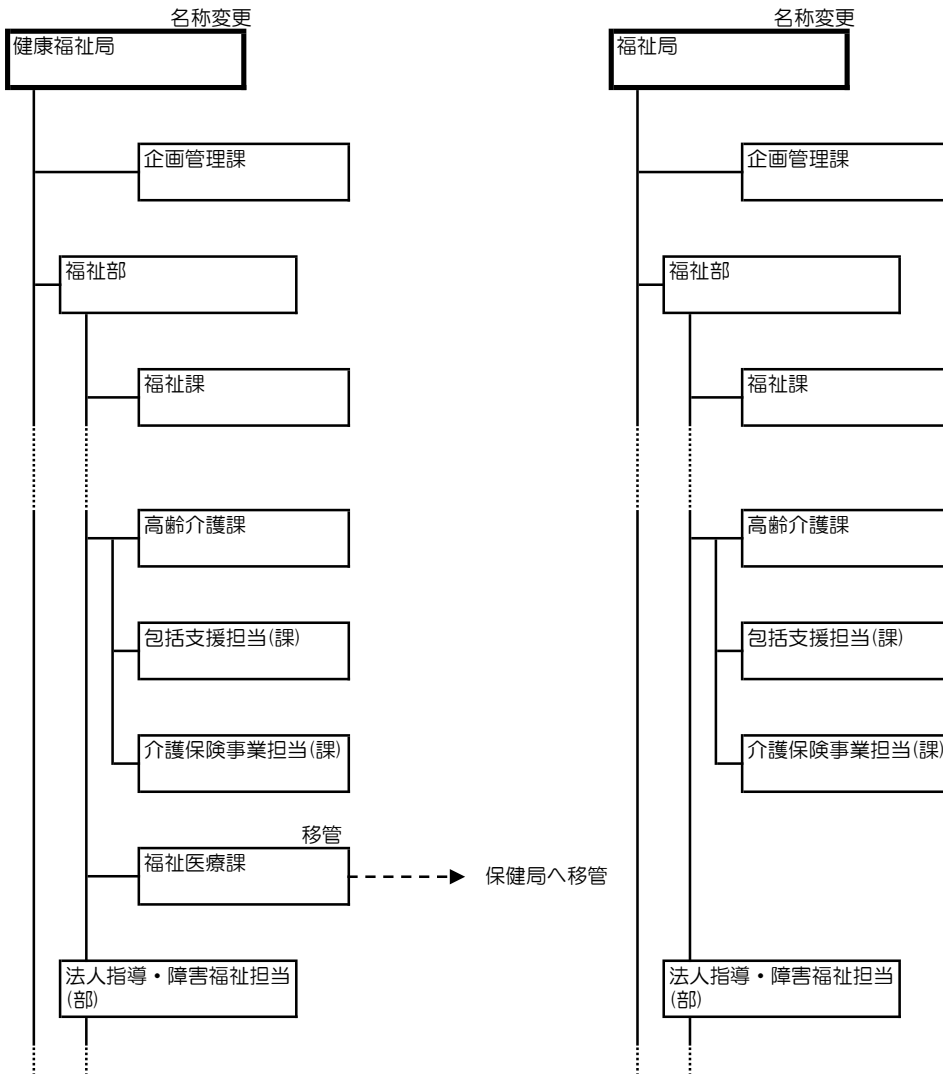 名称変更
健康福祉局
企画管理課
福祉部
福祉課
高齢介護課
包括支援担当(課)
介護保険事業担当(課)
移管
福祉医療課
保健局へ移管
法人指導・障害福祉担当
(部)
名称変更
福祉局
企画管理課
福祉部
福祉課
高齢介護課
包括支援担当(課)
介護保険事業担当(課)
法人指導・障害福祉担当
(部)